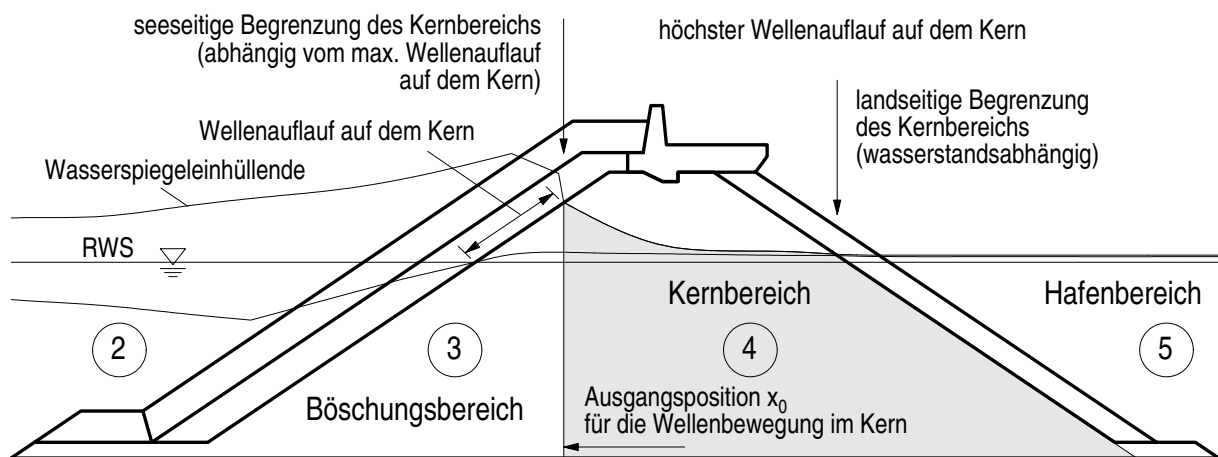 seeseitige Begrenzung des Kernbereichs
(abhängig vom max. Wellenauflauf
auf dem Kern)
höchster Wellenauflauf auf dem Kern
landseitige Begrenzung
des Kernbereichs
(wasserstandsabhängig)
Wellenauflauf auf dem Kern
Wasserspiegeleinhüllende
RWS
Kernbereich
Hafenbereich
2
3
4
5
Böschungsbereich
Ausgangsposition x₀
für die Wellenbewegung im Kern